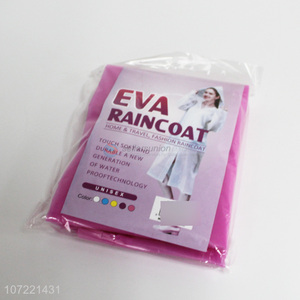 EVA
RAINCOAT
HOME & TRAVEL, FASHION RAINCOAT
TOUCH SOFT AND
DURABLE A NEW
GENERATION
OF WATER
PROOFTECHNOLOGY
UNISEX
Color:
© 107221431